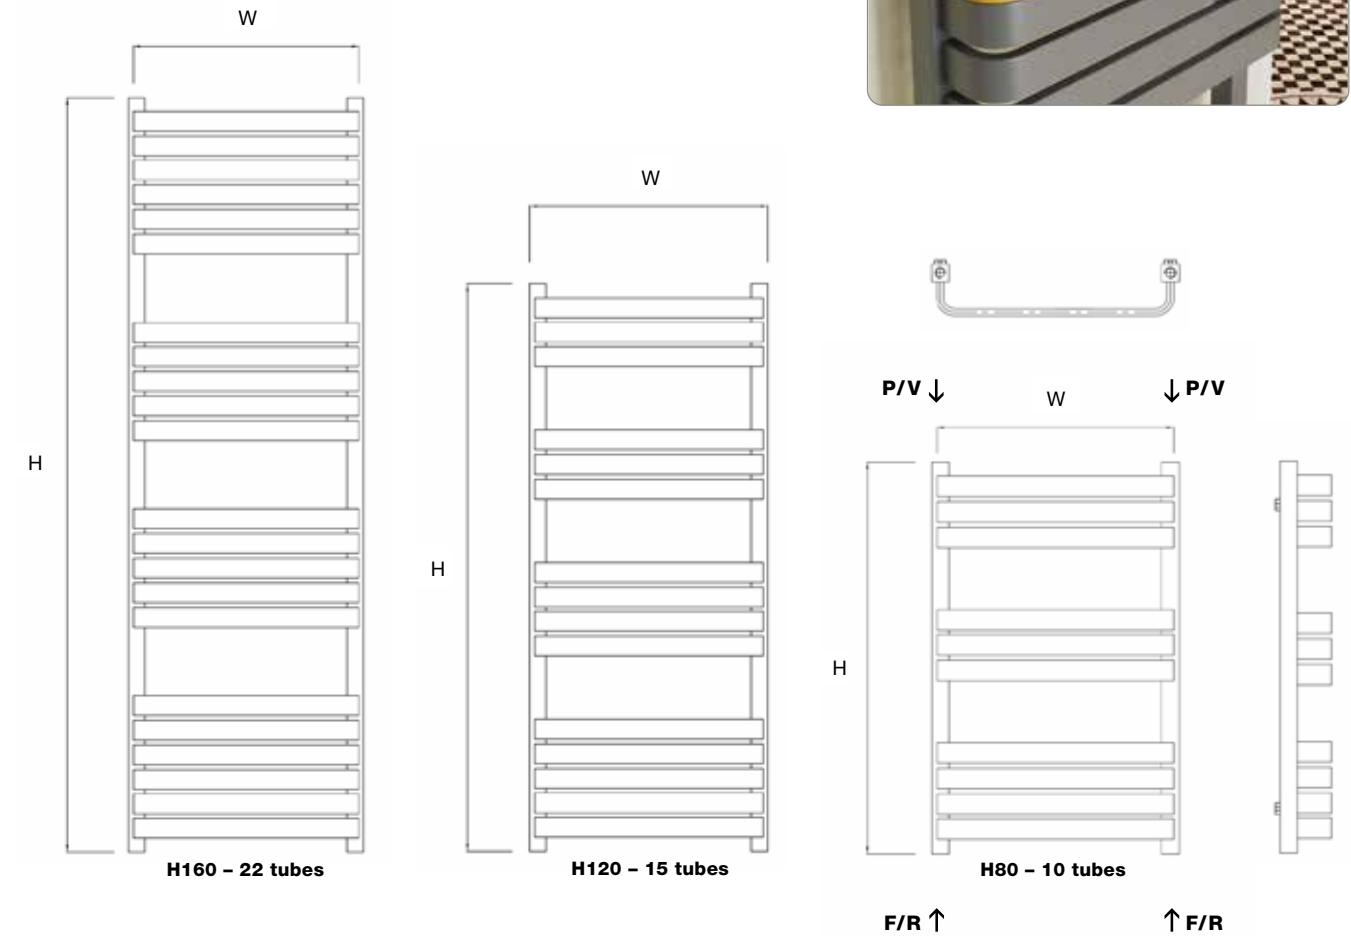 W
H
H160 – 22 tubes
W
H
H120 – 15 tubes
P/V ↓ ↓ P/V
W
H
H80 – 10 tubes
F/R ↑ ↑ F/R